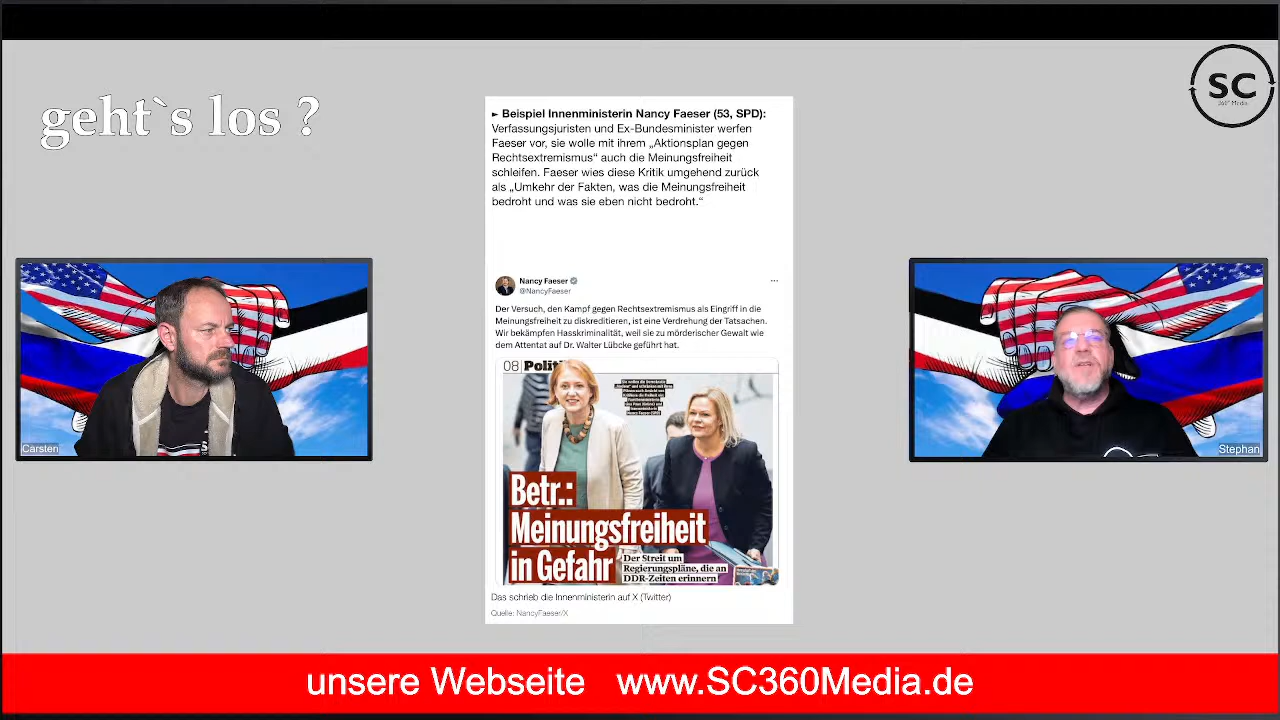 geht`s los ?
SC
360° Media
► Beispiel Innenministerin Nancy Faeser (53, SPD):
Verfassungsjuristen und Ex-Bundesminister werfen
Faeser vor, sie wolle mit ihrem „Aktionsplan gegen
Rechtsextremismus“ auch die Meinungsfreiheit
schleifen. Faeser wies diese Kritik umgehend zurück
als „Umkehr der Fakten, was die Meinungsfreiheit
bedroht und was sie eben nicht bedroht.“
Nancy Faeser
@NancyFaeser
Der Versuch, den Kampf gegen Rechtsextremismus als Eingriff in die
Meinungsfreiheit zu diskreditieren, ist eine Verdrehung der Tatsachen.
Wir bekämpfen Hasskriminalität, weil sie zu mörderischer Gewalt wie
dem Attentat auf Dr. Walter Lübcke geführt hat.
08 Politi
Betr.:
Meinungsfreiheit
in Gefahr
Der Streit um
Regierungspläne, die an
DDR-Zeiten erinnern
Das schrieb die Innenministerin auf X (Twitter)
Quelle: NancyFaeser/X
Carsten
Stephan
unsere Webseite www.SC360Media.de